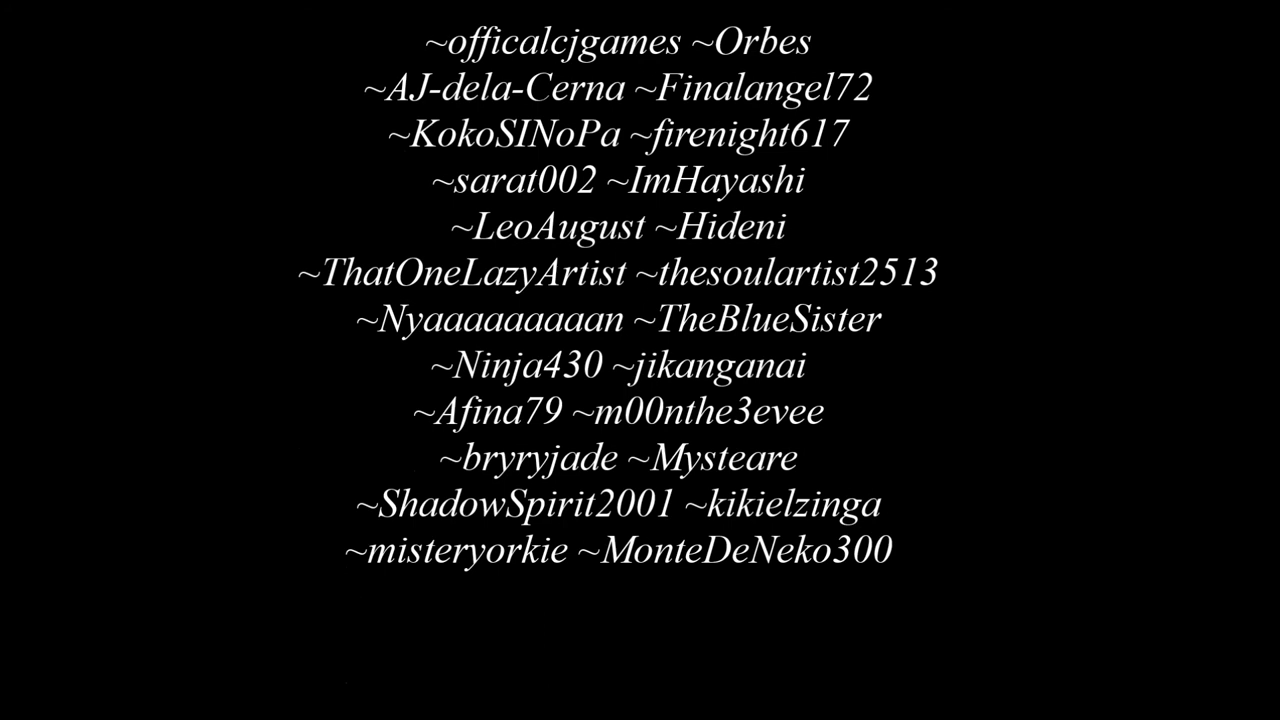 ~officalcjgames ~Orbes
~AJ-dela-Cerna ~Finalangel72
~KokoSINoPa ~firenight617
~sarat002 ~ImHayashi
~LeoAugust ~Hideni
~ThatOneLazyArtist ~thesoulartist2513
~Nyaaaaaaaaan ~TheBlueSister
~Ninja430 ~jikanganai
~Afina79 ~m00nthe3evee
~bryryjade ~Mysteare
~ShadowSpirit2001 ~kikielzinga
~misteryorkie ~MonteDeNeko300